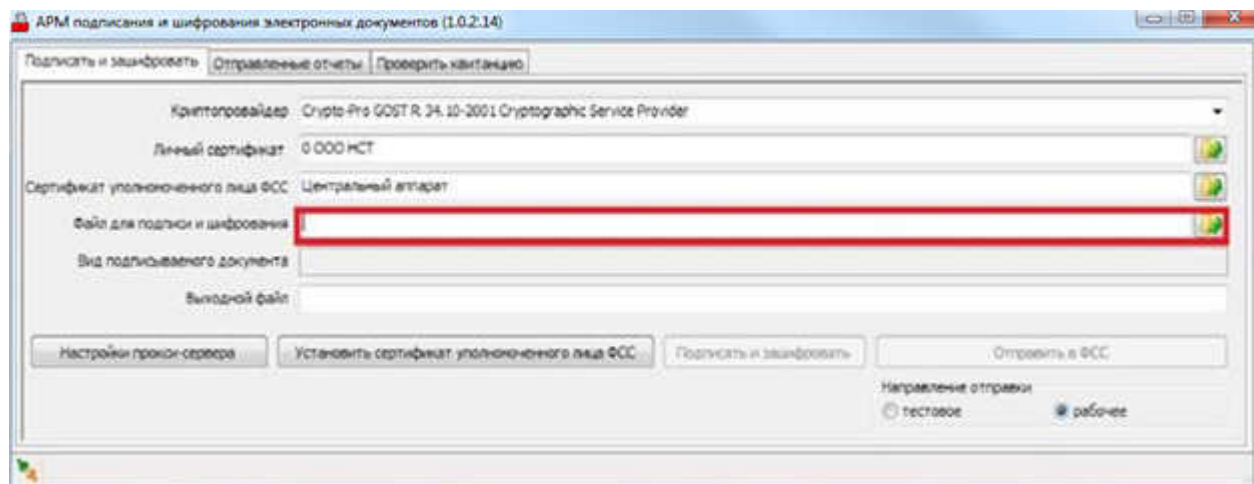 АРМ подписания и шифрования электронных документов (1.0.2.14)
Подписать и зашифровать Отправленные отчеты Проверить квитанцию
Криптопровайдер Crypto-Pro GOST R 34.10-2001 Cryptographic Service Provider
Личный сертификат 0 ООО НСТ
Сертификат уполномоченного лица ФСС Центральный аппарат
Файл для подписи и шифрования
Вид подписываемого документа
Выходной файл
Настройки прокси-сервера Установить сертификат уполномоченного лица ФСС Подписать и зашифровать Отправить в ФСС
Направление отправки
тестовое рабочее